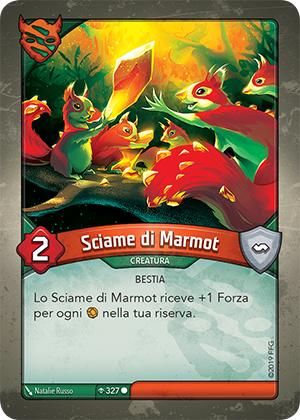 2
Sciame di Marmot
CREATURA
BESTIA
Lo Sciame di Marmot riceve +1 Forza
per ogni nella tua riserva.
Natalie Russo
327
©2019 FFG